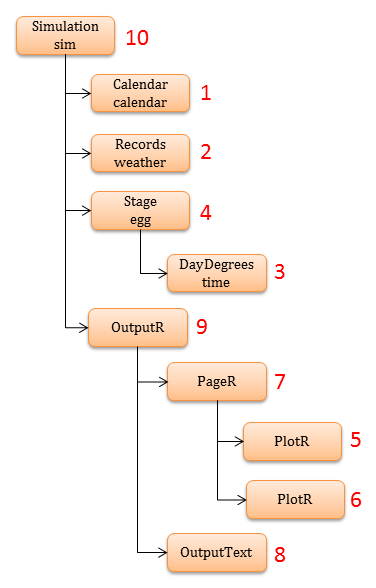 Simulation
sim
10
Calendar
calendar
1
Records
weather
2
Stage
egg
4
DayDegrees
time
3
OutputR
9
PageR
7
PlotR
5
PlotR
6
OutputText
8